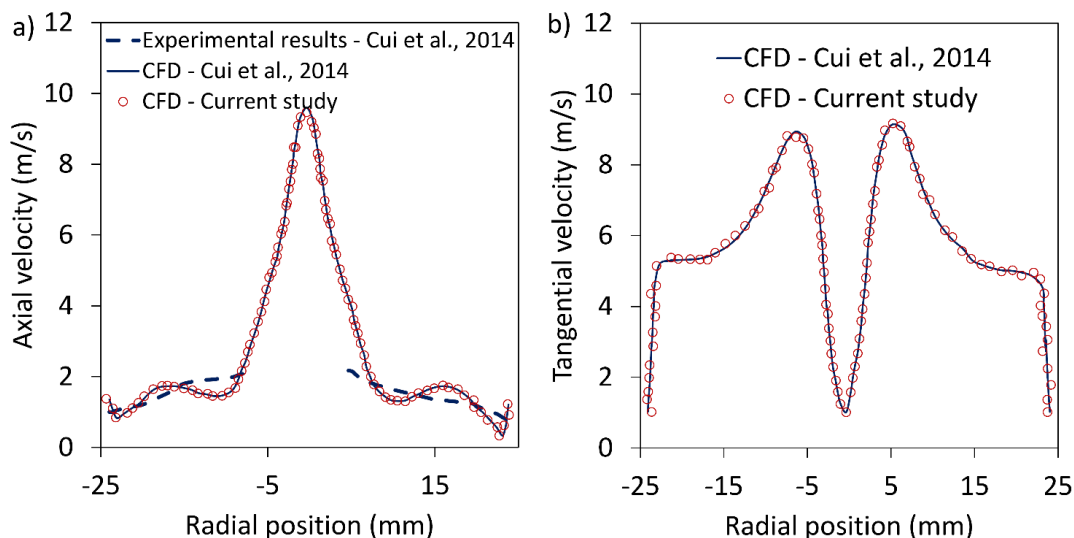 a)
Axial velocity (m/s)
12
10
8
6
4
2
0
Experimental results - Cui et al., 2014
CFD - Cui et al., 2014
CFD - Current study
-25
-5
15
Radial position (mm)
b)
Tangential velocity (m/s)
12
10
8
6
4
2
0
CFD - Cui et al., 2014
CFD - Current study
-25
-15
-5
5
15
25
Radial position (mm)